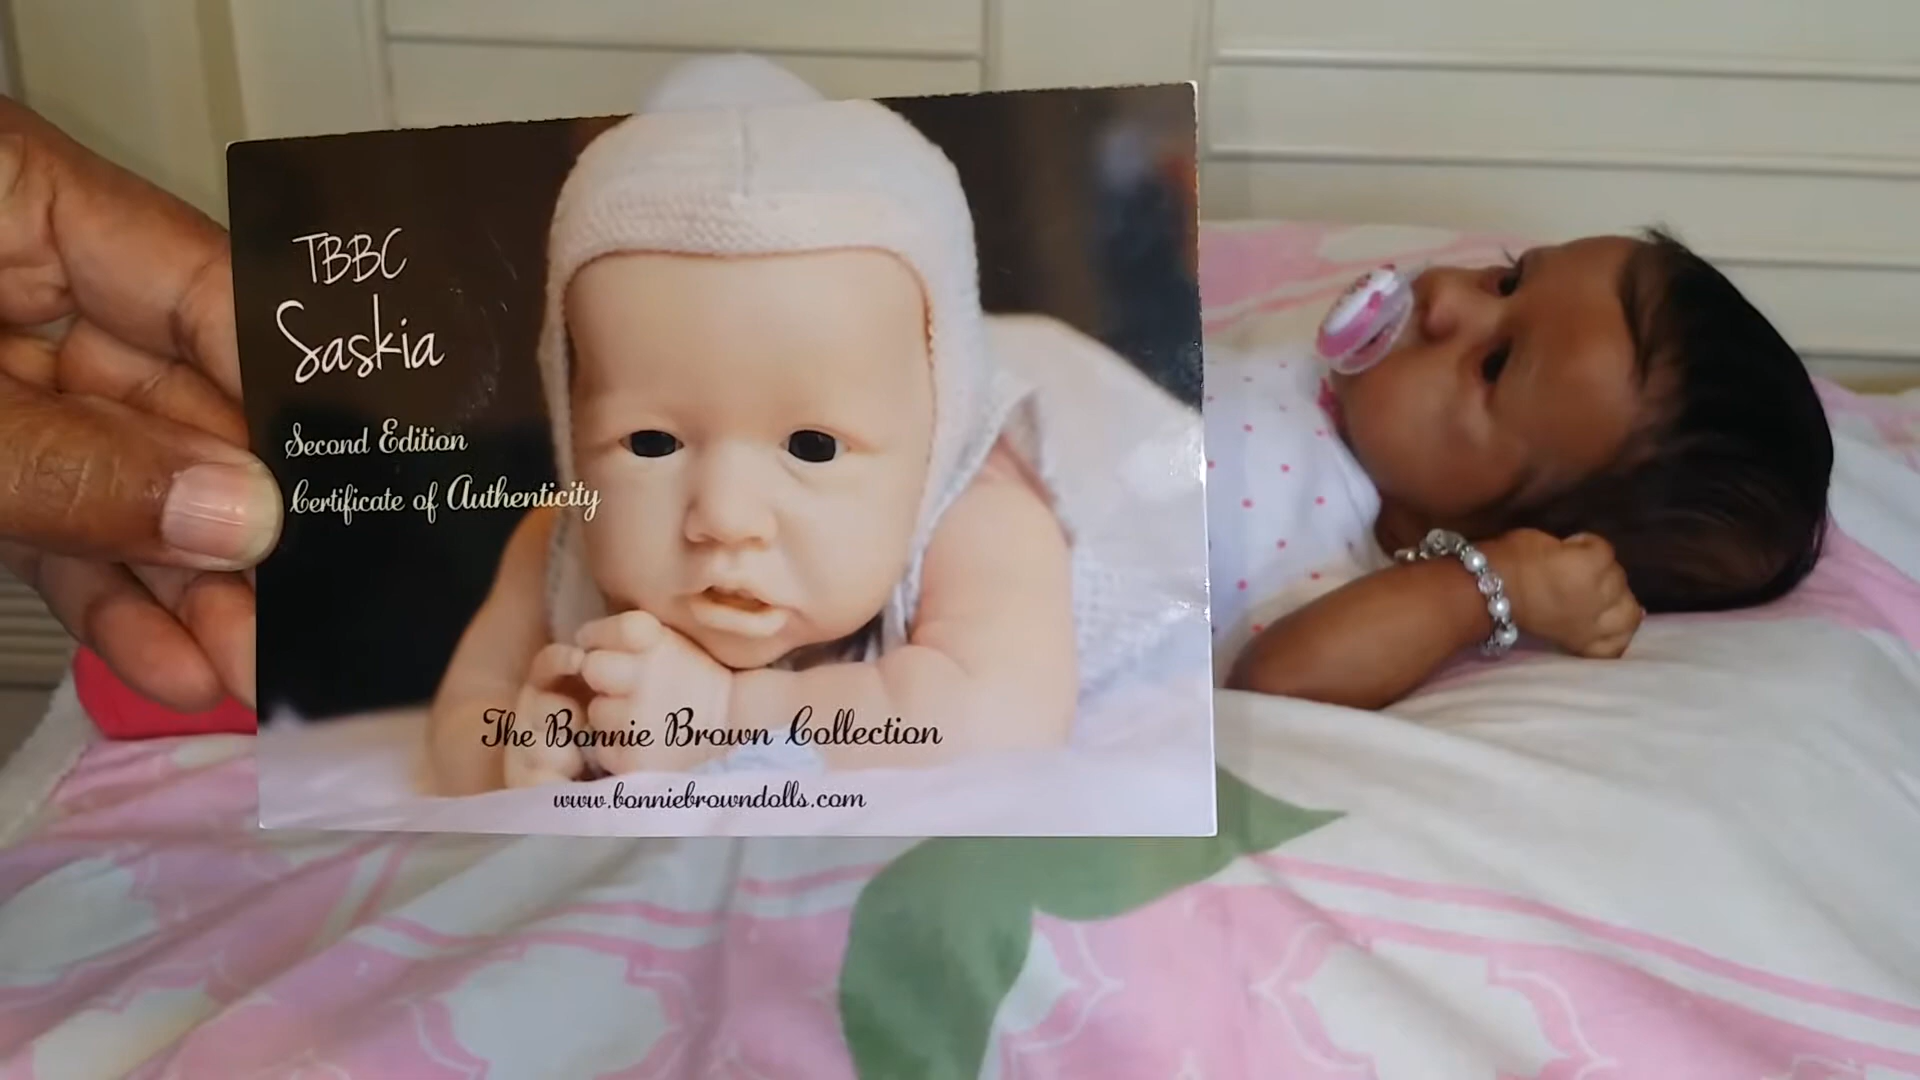 TBBC
Saskia
Second Edition
Certificate of Authenticity
The Bonnie Brown Collection
www.bonniebrowndolls.com